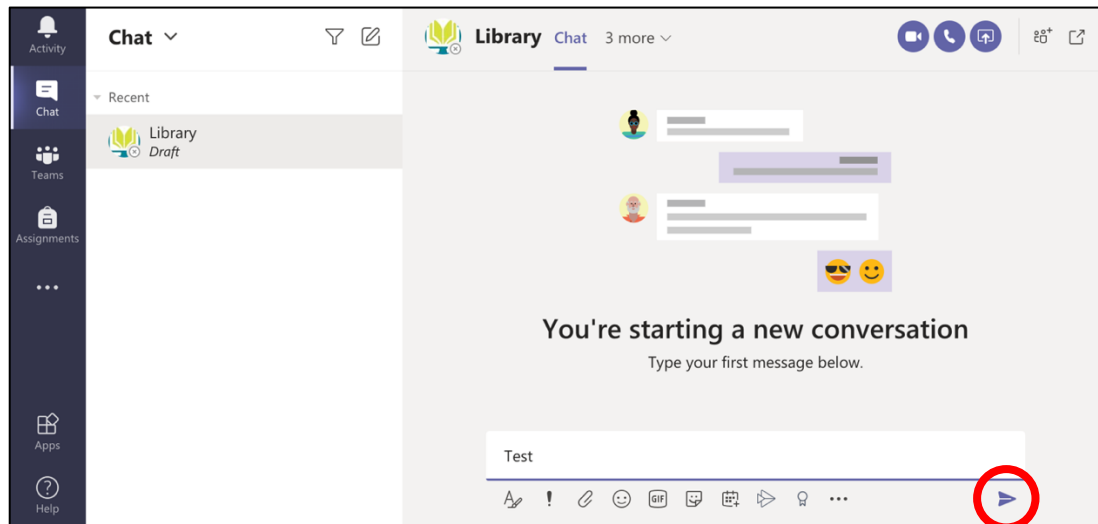 Activity
Chat
Teams
Assignments
Apps
Help
Chat
Recent
Library
Draft
Library Chat 3 more
You're starting a new conversation
Type your first message below.
Test
GIF